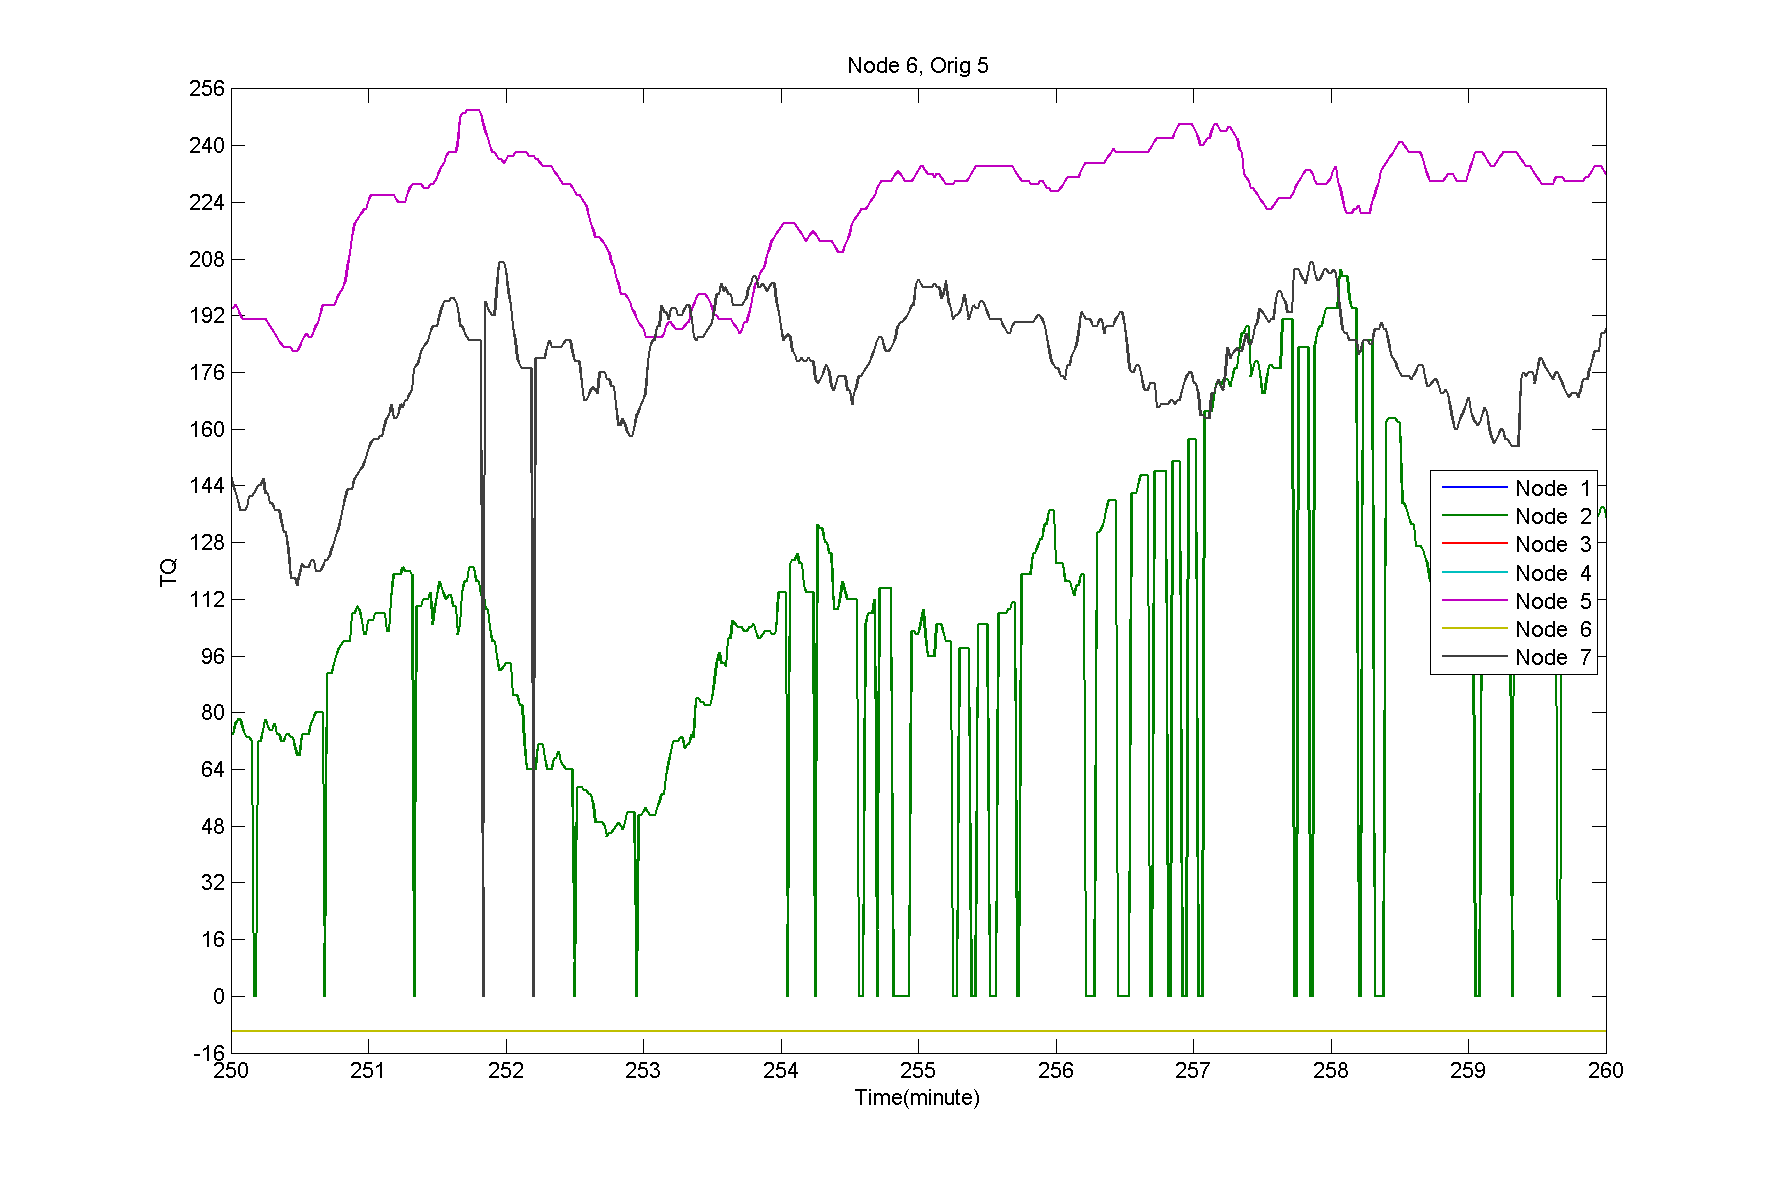 Node 6, Orig 5
256
240
224
208
192
176
160
144
128
112
96
80
64
48
32
16
0
-16
TQ
250 251 252 253 254 255 256 257 258 259 260
Time(minute)
Node 1
Node 2
Node 3
Node 4
Node 5
Node 6
Node 7